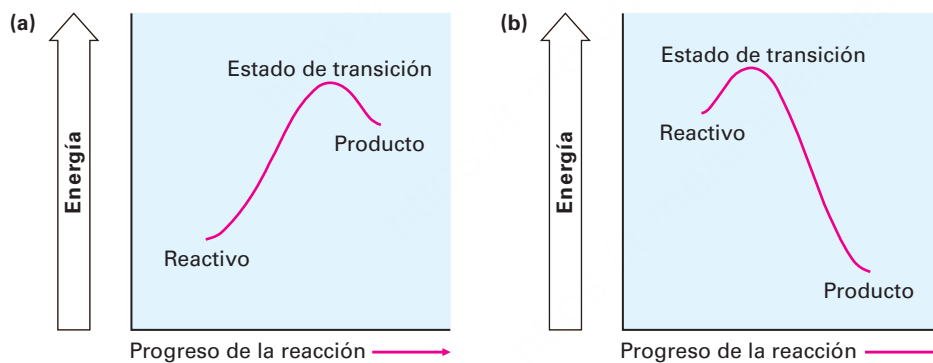 (a)
Energía
Estado de transición
Producto
Reactivo
Progreso de la reacción
(b)
Energía
Estado de transición
Reactivo
Producto
Progreso de la reacción